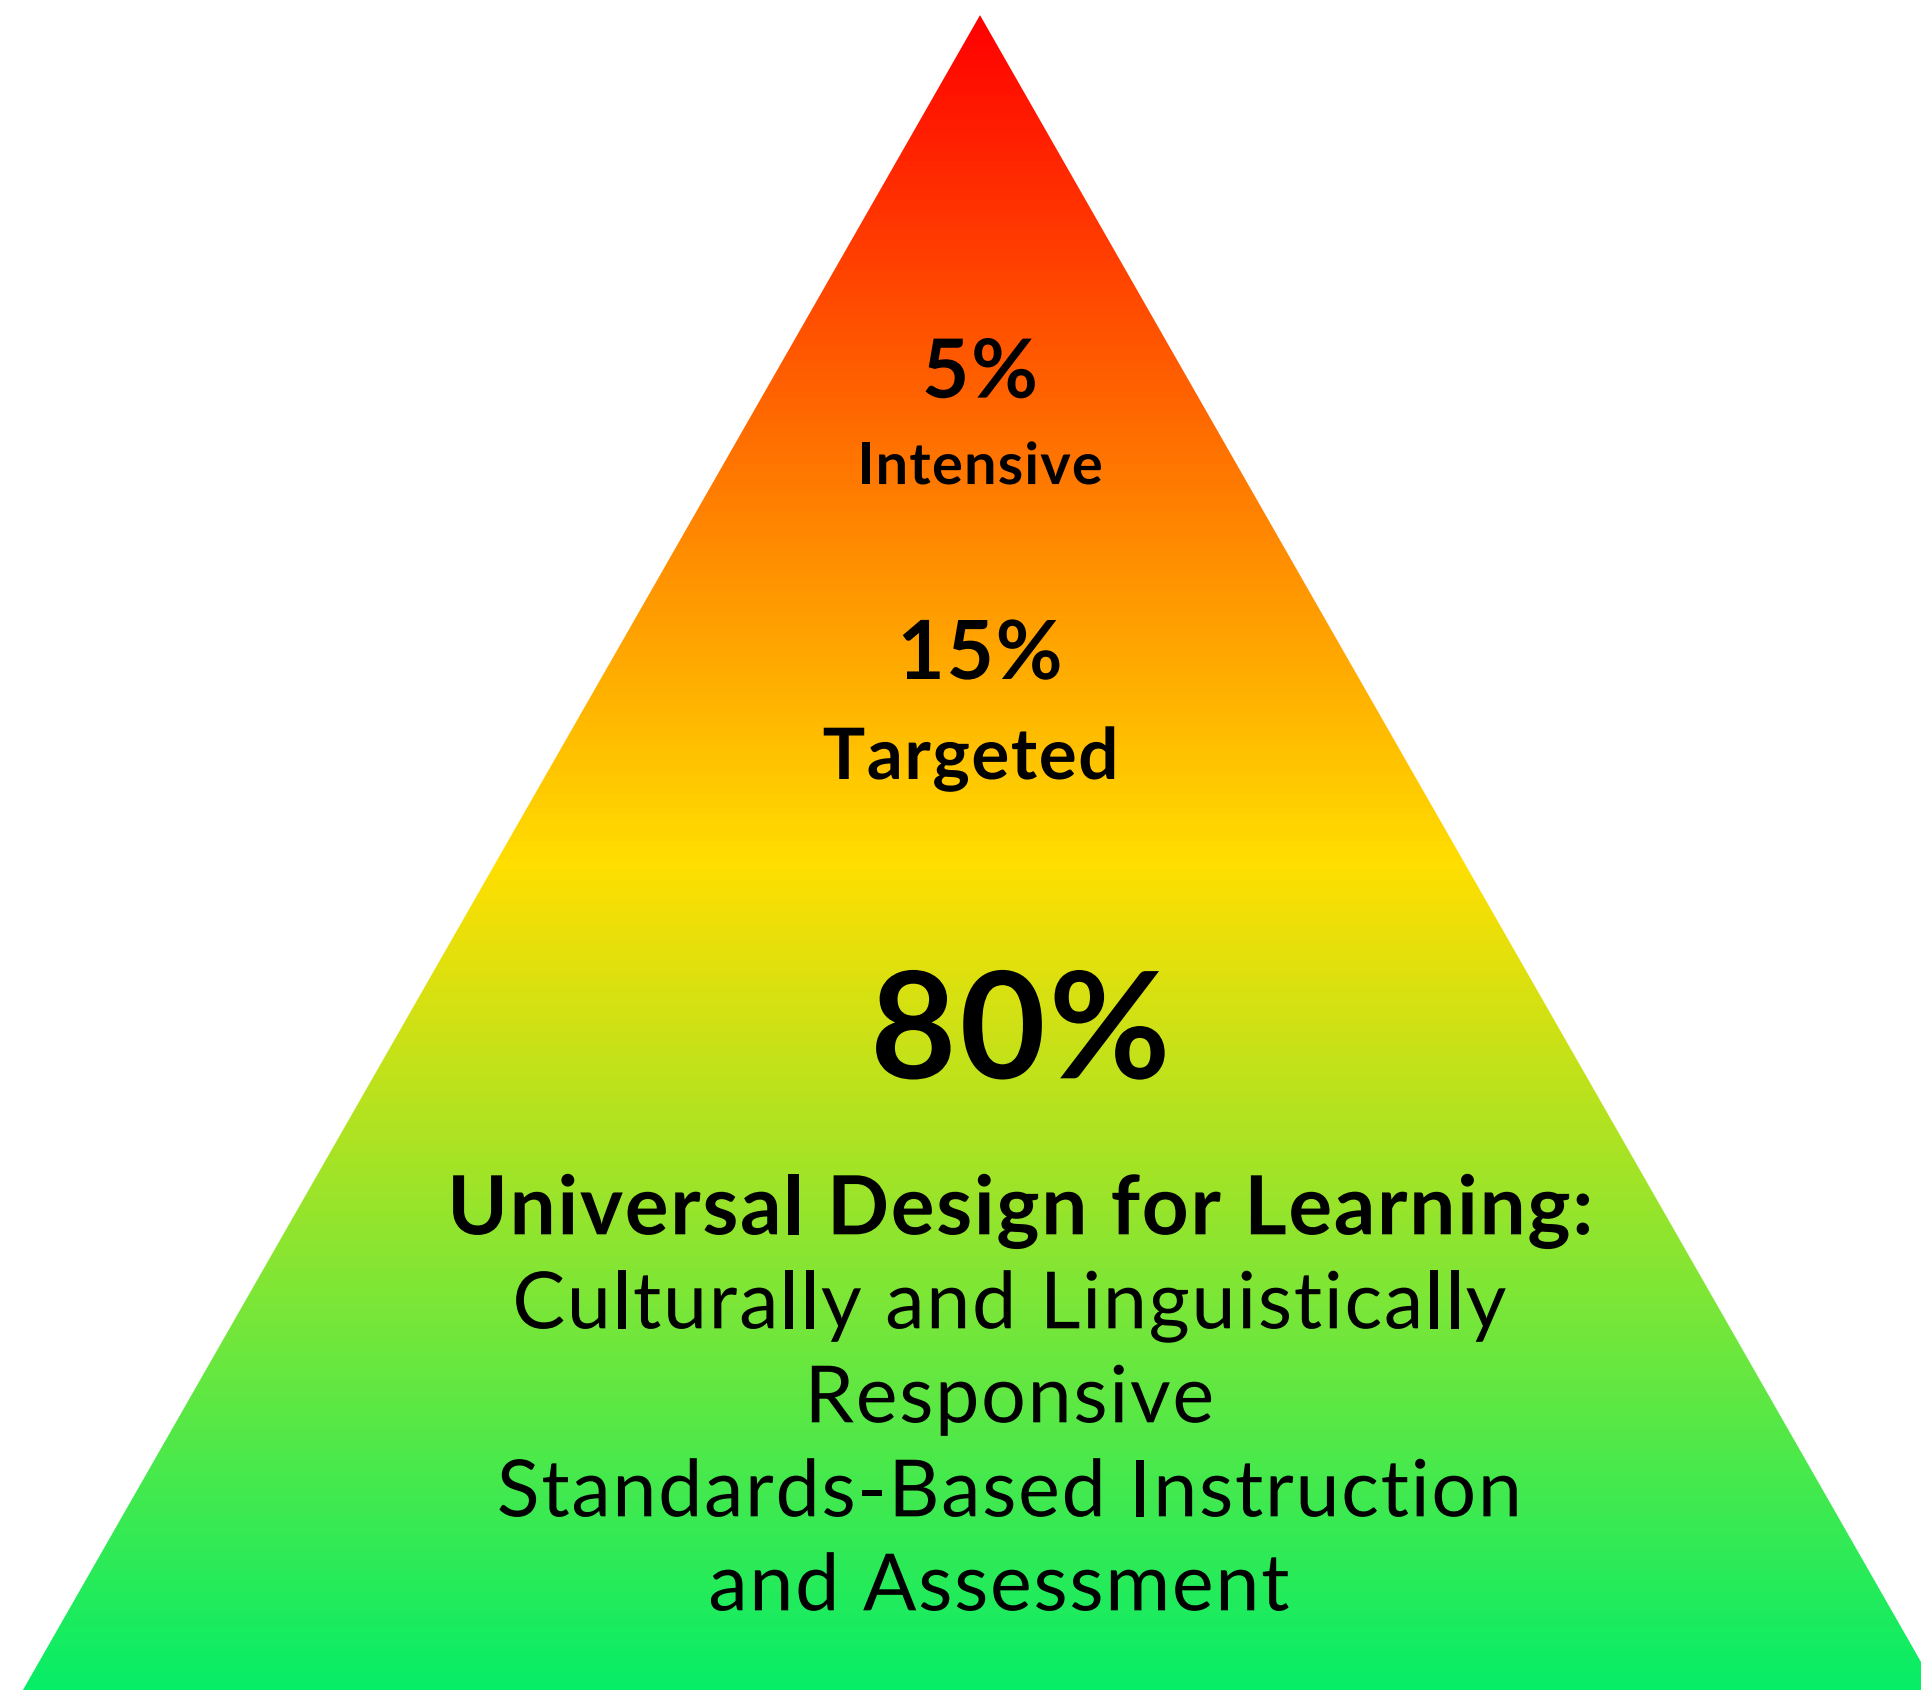 5%
Intensive
15%
Targeted
80%
Universal Design for Learning:
Culturally and Linguistically
Responsive
Standards-Based Instruction
and Assessment